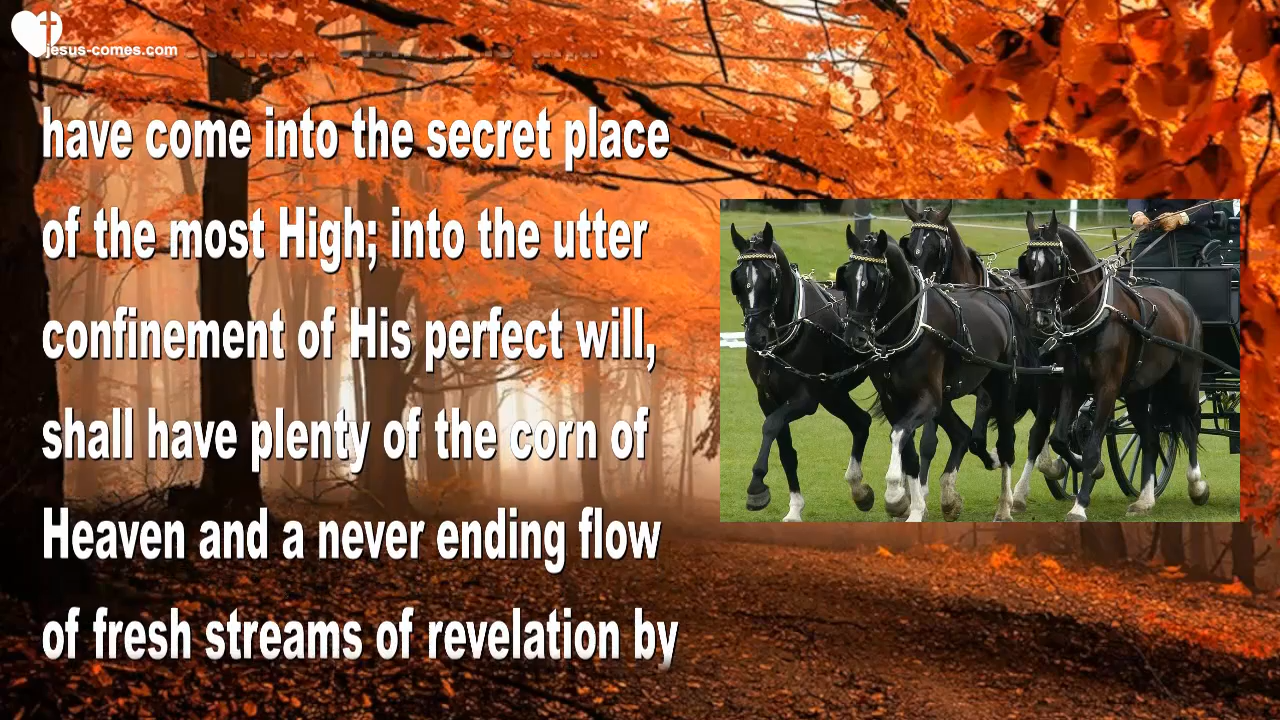 jesus-comes.com
have come into the secret place
of the most High; into the utter
confinement of His perfect will,
shall have plenty of the corn of
Heaven and a never ending flow
of fresh streams of revelation by